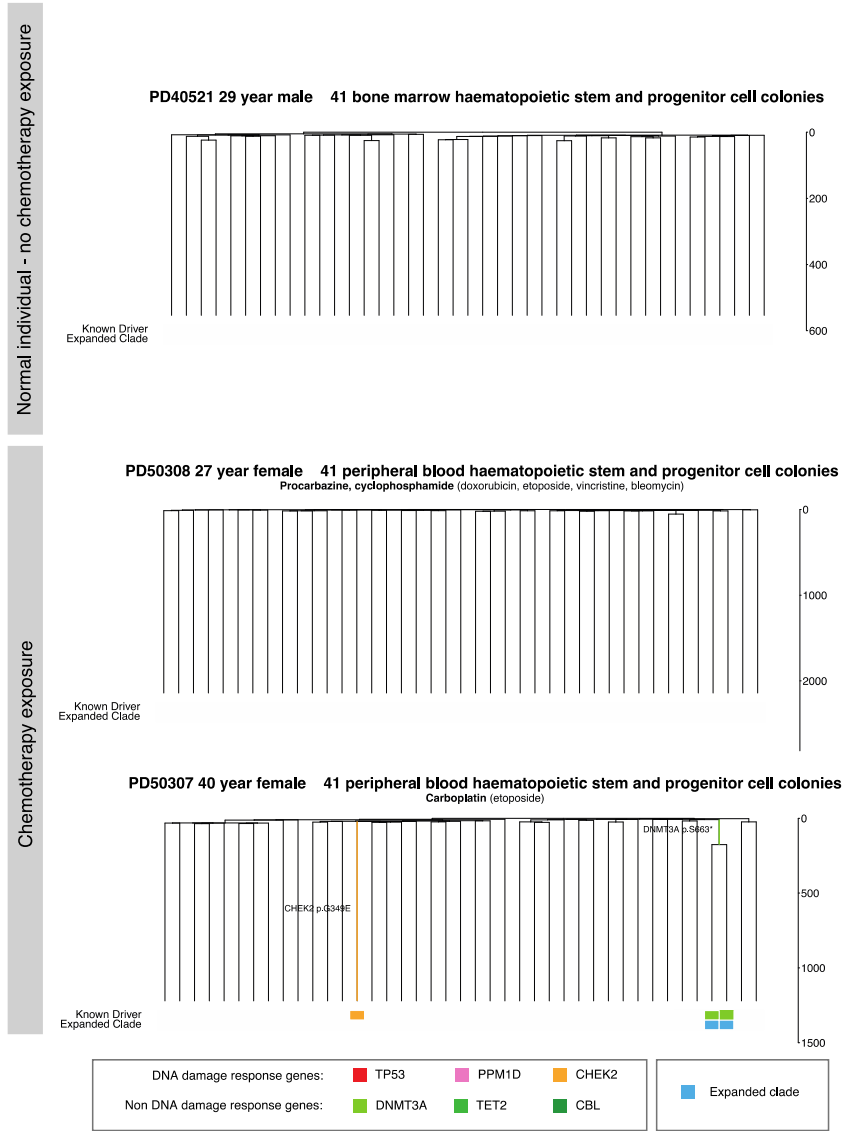 Normal individual - no chemotherapy exposure
PD40521 29 year male 41 bone marrow haematopoietic stem and progenitor cell colonies
0
200
400
600
Known Driver
Expanded Clade
Chemotherapy exposure
PD50308 27 year female 41 peripheral blood haematopoietic stem and progenitor cell colonies
Procarbazine, cyclophosphamide (doxorubicin, etoposide, vincristine, bleomycin)
0
1000
2000
Known Driver
Expanded Clade
PD50307 40 year female 41 peripheral blood haematopoietic stem and progenitor cell colonies
Carboplatin (etoposide)
0
DNMT3A p.S663*
500
CHEK2 p.G349E
1000
Known Driver
Expanded Clade
1500
DNA damage response genes: TP53 PPM1D CHEK2
Non DNA damage response genes: DNMT3A TET2 CBL
Expanded clade